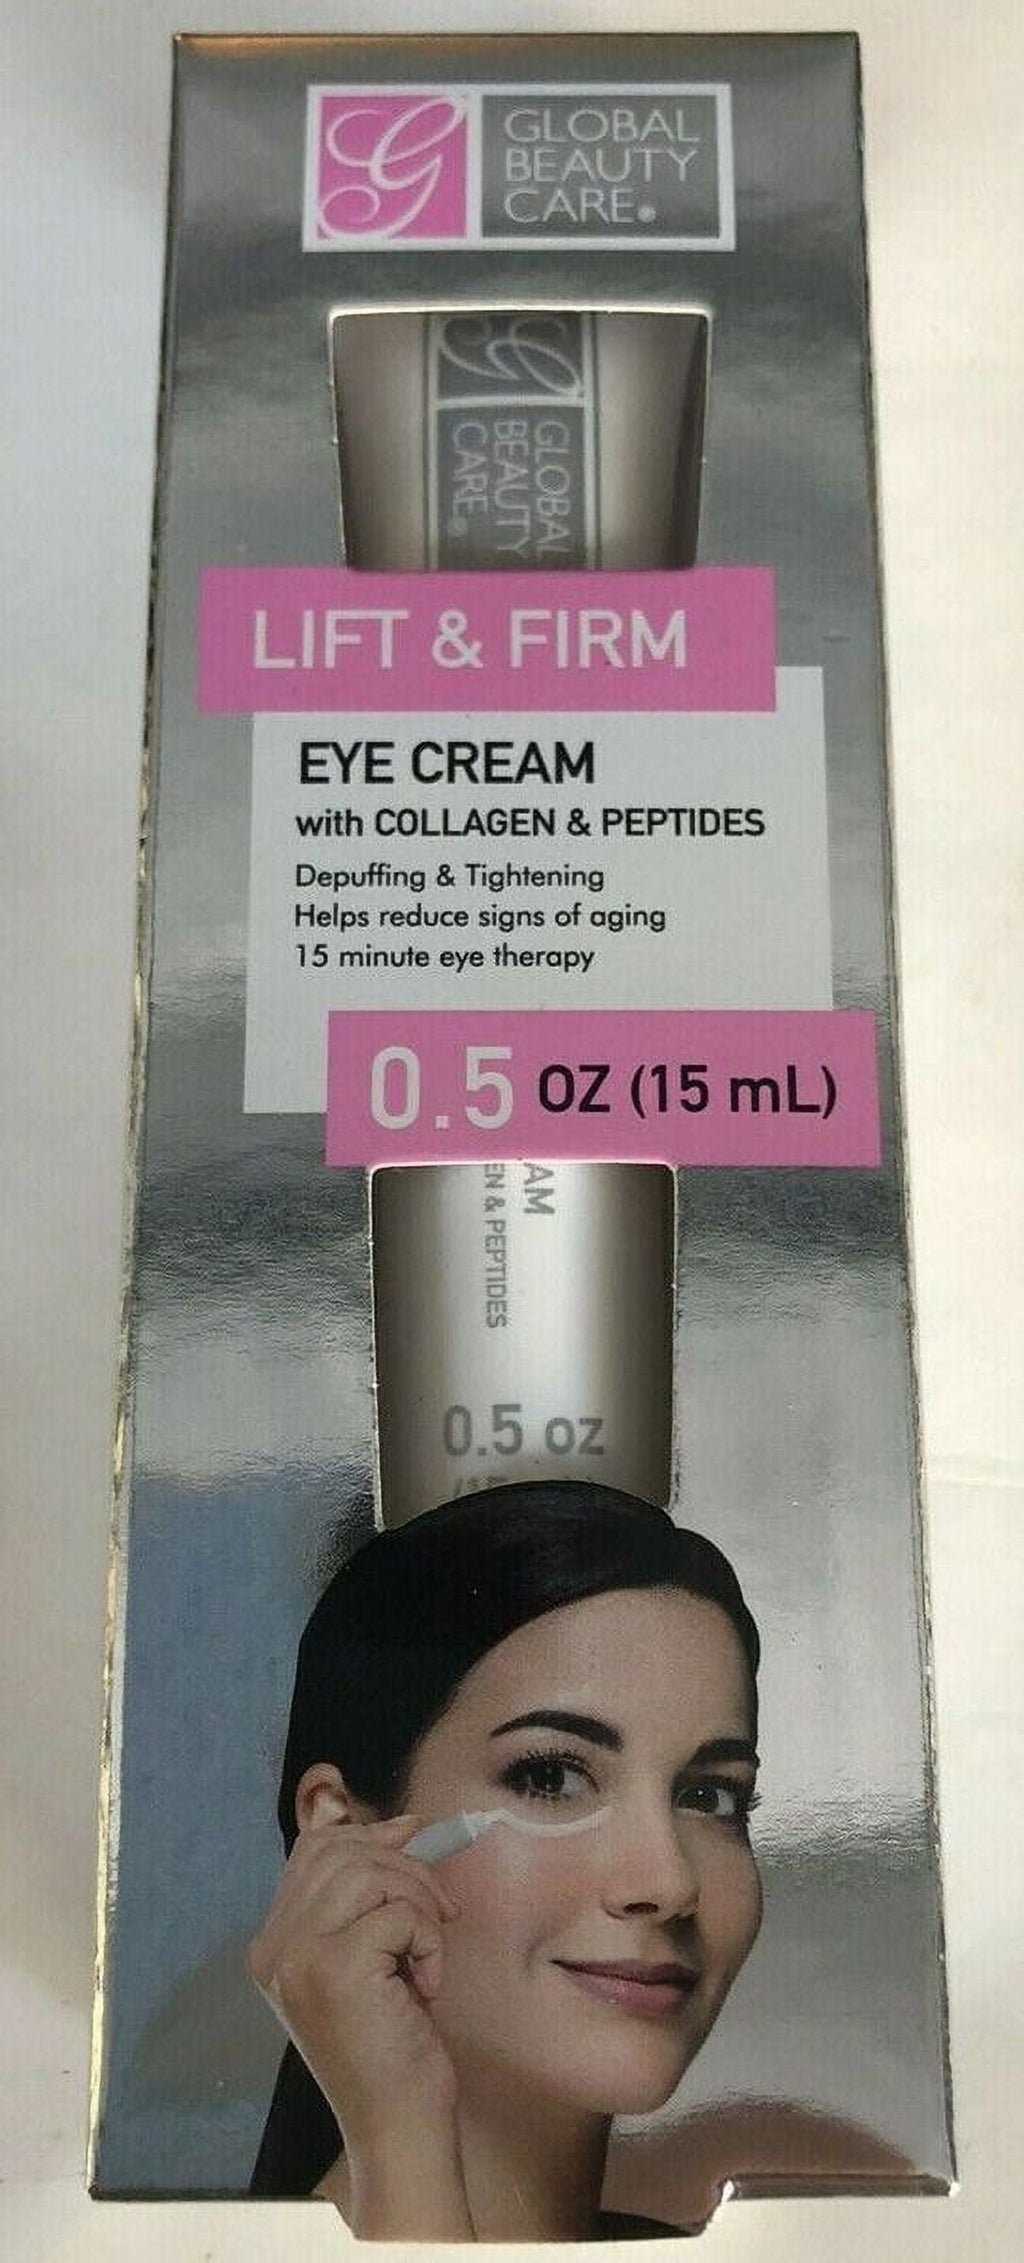 G
GLOBAL
BEAUTY
CARE®
G
GLOBAL
BEAUTY
CARE®
LIFT & FIRM
EYE CREAM
with COLLAGEN & PEPTIDES
Depuffing & Tightening
Helps reduce signs of aging
15 minute eye therapy
0.5 OZ (15 mL)
AM
EN & PEPTIDES
0.5 oz